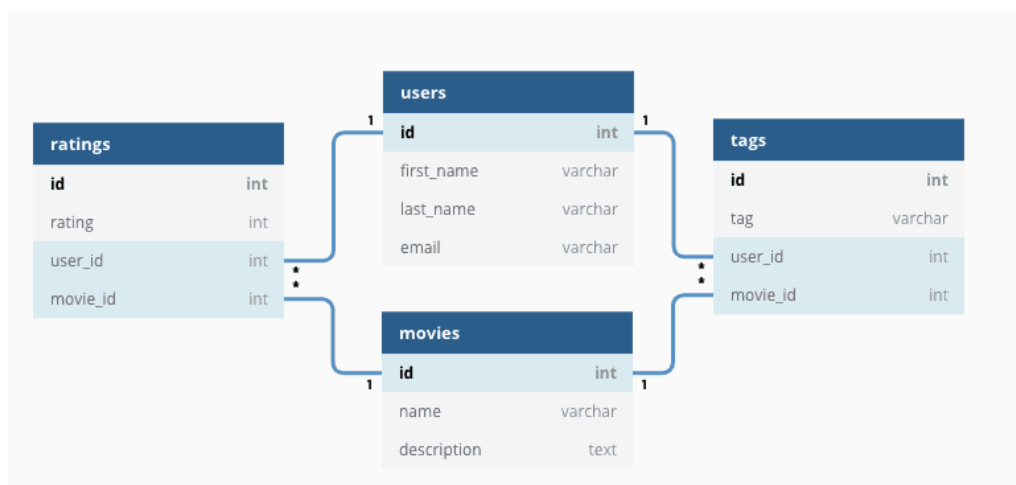 ratings
id int
rating int
user_id int
movie_id int
*
*
1
1
users
id int
first_name varchar
last_name varchar
email varchar
movies
id int
name varchar
description text
1
1
*
*
tags
id int
tag varchar
user_id int
movie_id int